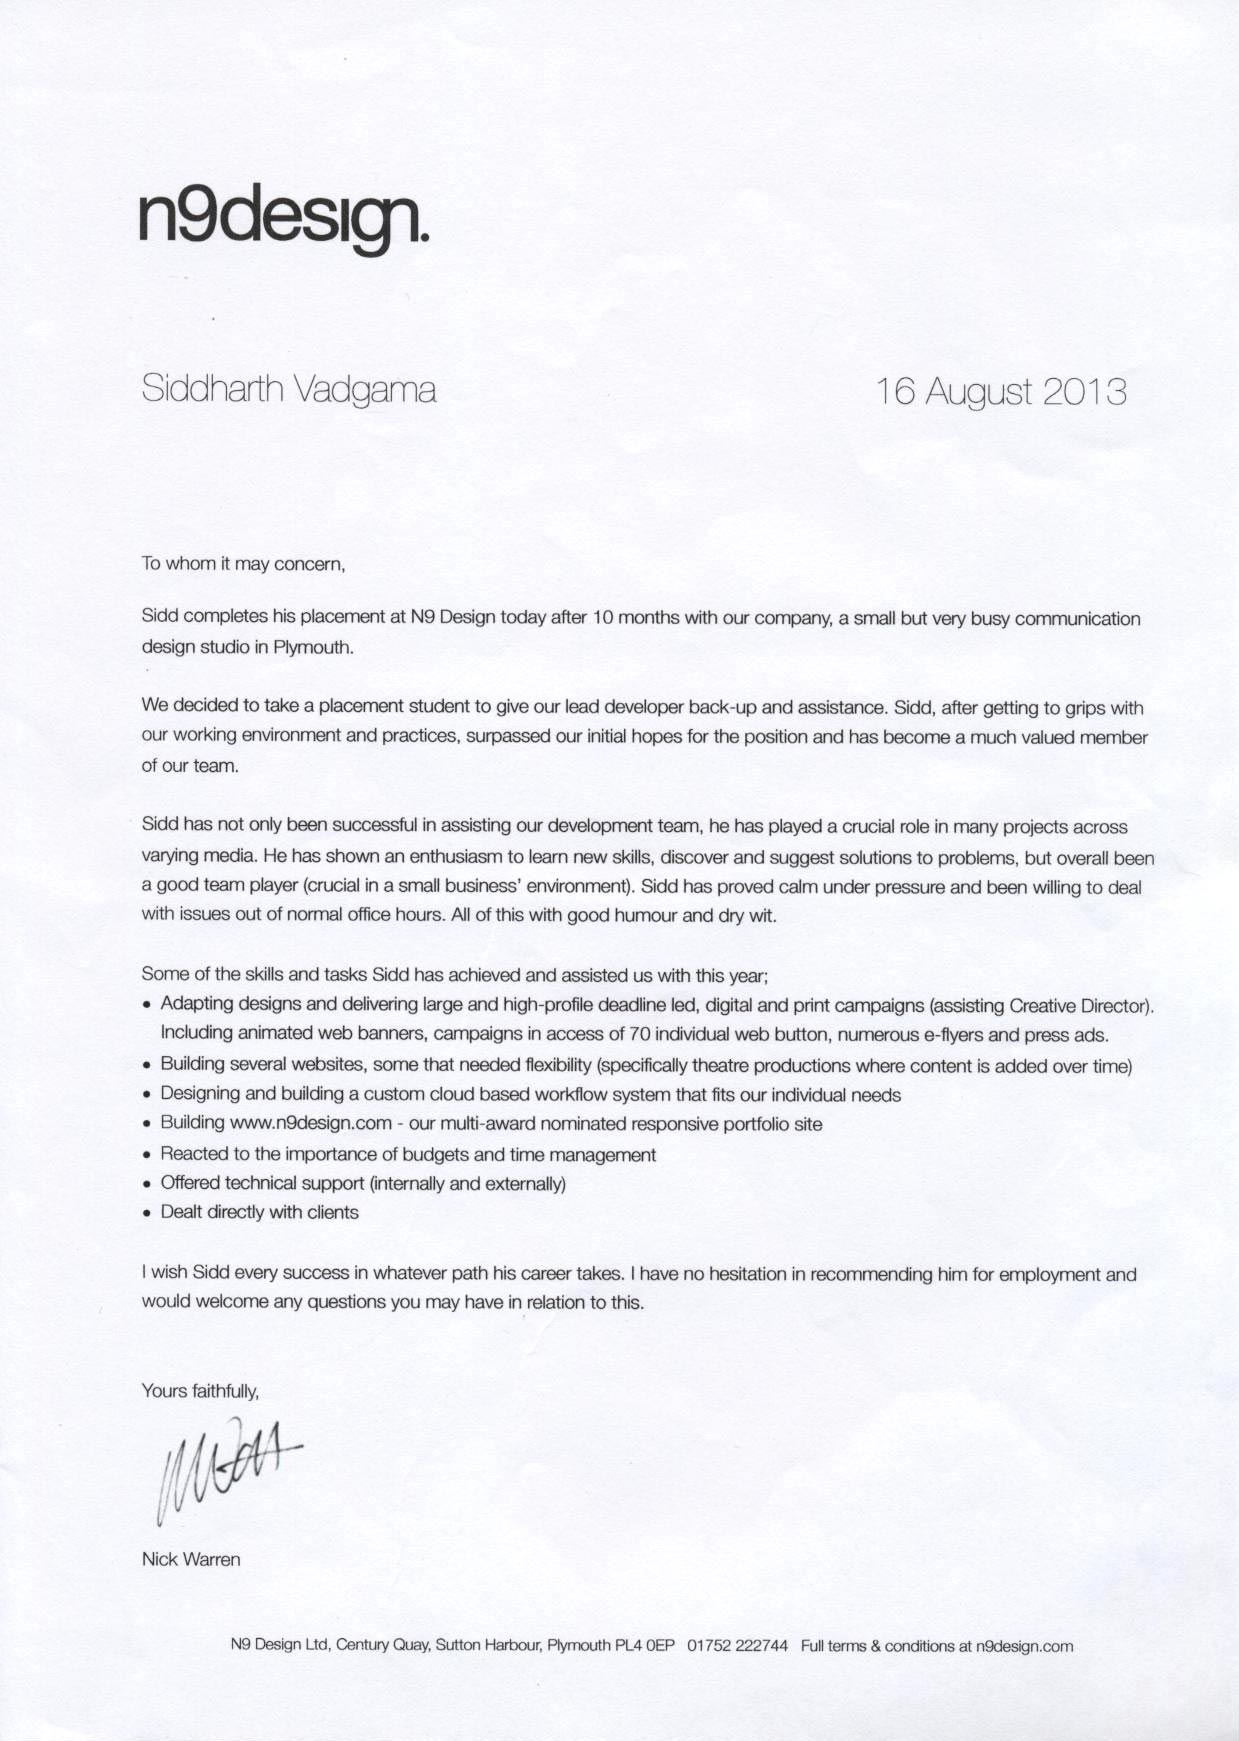 n9design.
Siddharth Vadgama
16 August 2013
To whom it may concern,
Sidd completes his placement at N9 Design today after 10 months with our company, a small but very busy communication
design studio in Plymouth.
We decided to take a placement student to give our lead developer back-up and assistance. Sidd, after getting to grips with
our working environment and practices, surpassed our initial hopes for the position and has become a much valued member
of our team.
Sidd has not only been successful in assisting our development team, he has played a crucial role in many projects across
varying media. He has shown an enthusiasm to learn new skills, discover and suggest solutions to problems, but overall been
a good team player (crucial in a small business’ environment). Sidd has proved calm under pressure and been willing to deal
with issues out of normal office hours. All of this with good humour and dry wit.
Some of the skills and tasks Sidd has achieved and assisted us with this year;
• Adapting designs and delivering large and high-profile deadline led, digital and print campaigns (assisting Creative Director).
Including animated web banners, campaigns in access of 70 individual web button, numerous e-flyers and press ads.
• Building several websites, some that needed flexibility (specifically theatre productions where content is added over time)
• Designing and building a custom cloud based workflow system that fits our individual needs
• Building www.n9design.com - our multi-award nominated responsive portfolio site
• Reacted to the importance of budgets and time management
• Offered technical support (internally and externally)
• Dealt directly with clients
I wish Sidd every success in whatever path his career takes. I have no hesitation in recommending him for employment and
would welcome any questions you may have in relation to this.
Yours faithfully,
Nick Warren
N9 Design Ltd, Century Quay, Sutton Harbour, Plymouth PL4 0EP 01752 222744 Full terms & conditions at n9design.com